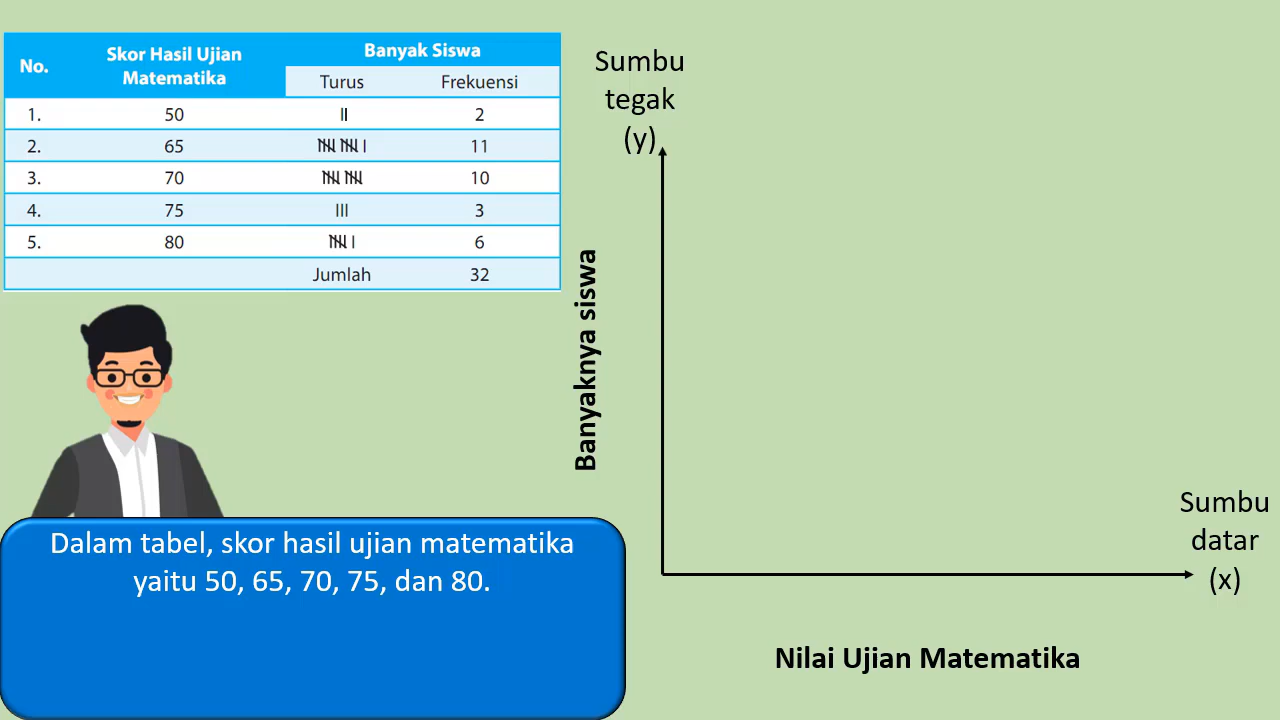 No. Skor Hasil Ujian Matematika Banyak Siswa
Turus Frekuensi
1. 50 II 2
2. 65 11
3. 70 10
4. 75 III 3
5. 80 6
Jumlah 32
Sumbu
tegak
(y)
Banyaknya siswa
Sumbu
datar
(x)
Nilai Ujian Matematika
Dalam tabel, skor hasil ujian matematika
yaitu 50, 65, 70, 75, dan 80.